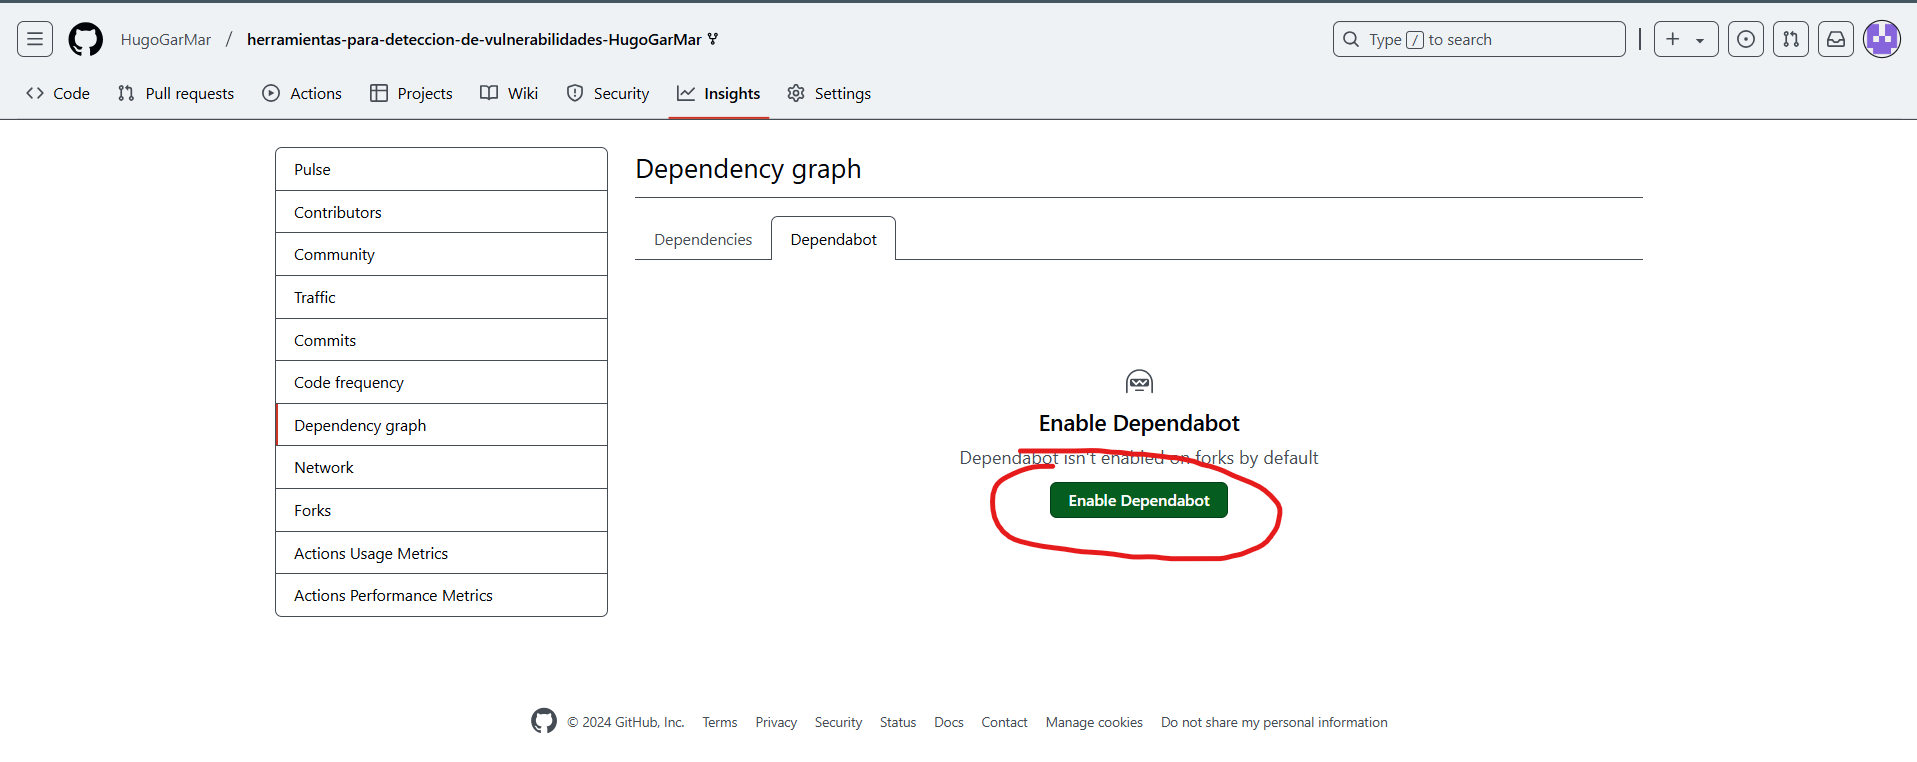 HugoGarMar / herramientas-para-deteccion-de-vulnerabilidades-HugoGarMar
Type / to search
Code
Pull requests
Actions
Projects
Wiki
Security
Insights
Settings
Pulse
Contributors
Community
Traffic
Commits
Code frequency
Dependency graph
Network
Forks
Actions Usage Metrics
Actions Performance Metrics
Dependency graph
Dependencies
Dependabot
Enable Dependabot
Dependabot isn't enabled on forks by default
Enable Dependabot
© 2024 GitHub, Inc. Terms Privacy Security Status Docs Contact Manage cookies Do not share my personal information